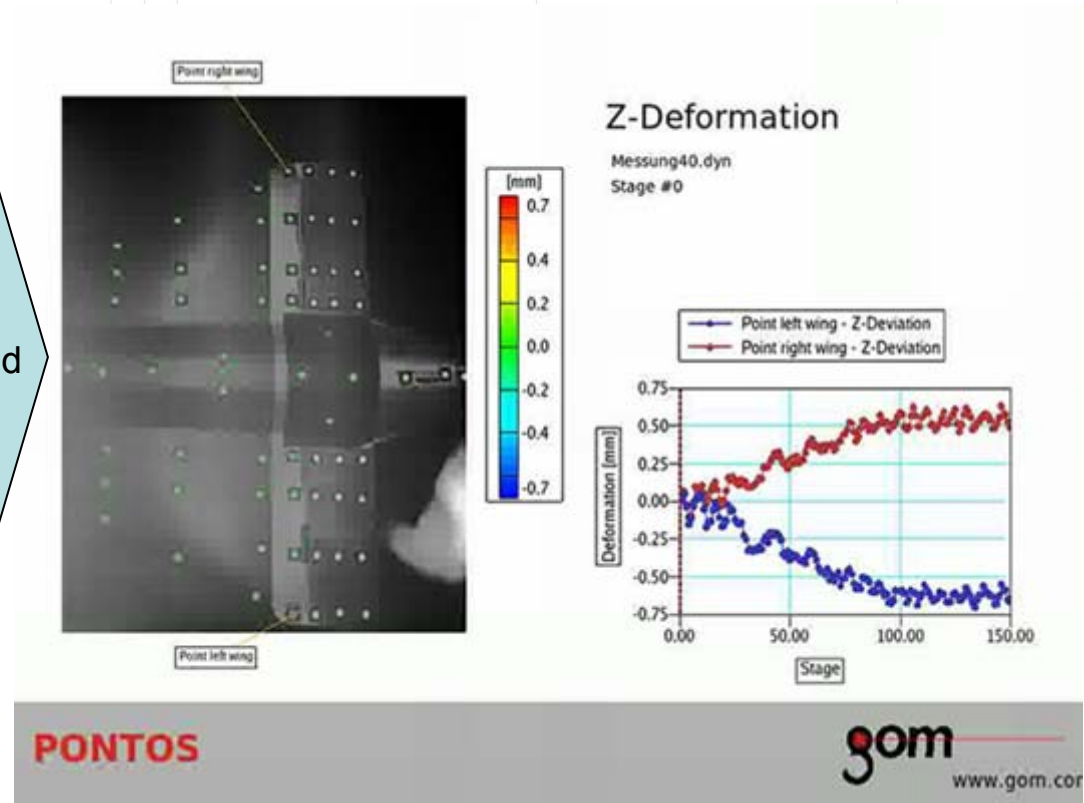 d
Point right wing
Point left wing
[mm]
0.7
0.4
0.2
0.0
-0.2
-0.4
-0.7
Z-Deformation
Messung40.dyn
Stage #0
Point left wing - Z-Deviation
Point right wing - Z-Deviation
Deformation [mm]
0.75
0.50
0.25
0.00
-0.25
-0.50
-0.75
0.00 50.00 100.00 150.00
Stage
PONTOS
gom
www.gom.com